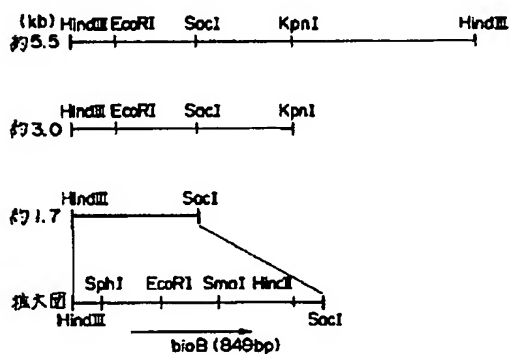 (kb)
HindⅢ EcoRI SacI KpnI HindⅢ
約5.5
HindⅢ EcoRI SacI KpnI
約3.0
HindⅢ SacI
約1.7
SphI EcoRI SmaI HincⅡ
拡大図
HindⅢ SacI
bioB (849bp)